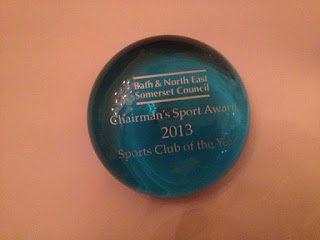 Bath & North East
Somerset Council
Chairman's Sport Award
2013
Sports Club of the Year